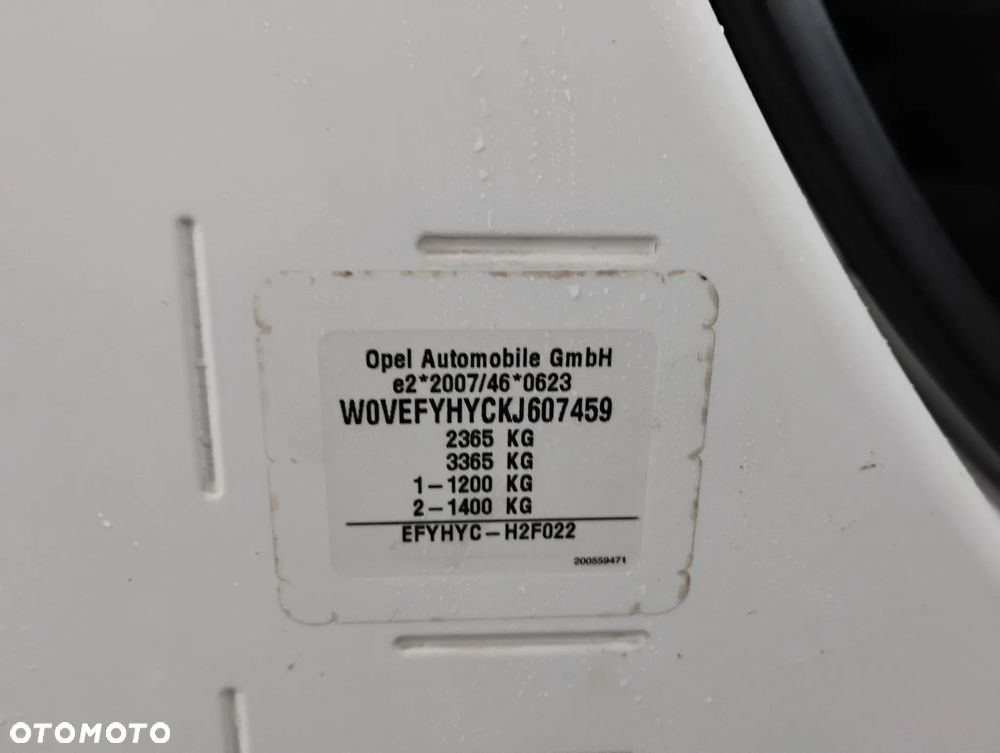 Opel Automobile GmbH
e2*2007/46*0623
W0VEFYHYCKJ607459
2365 KG
3365 KG
1-1200 KG
2-1400 KG
EFYHYC-H2F022
200559471
OTOMOTO